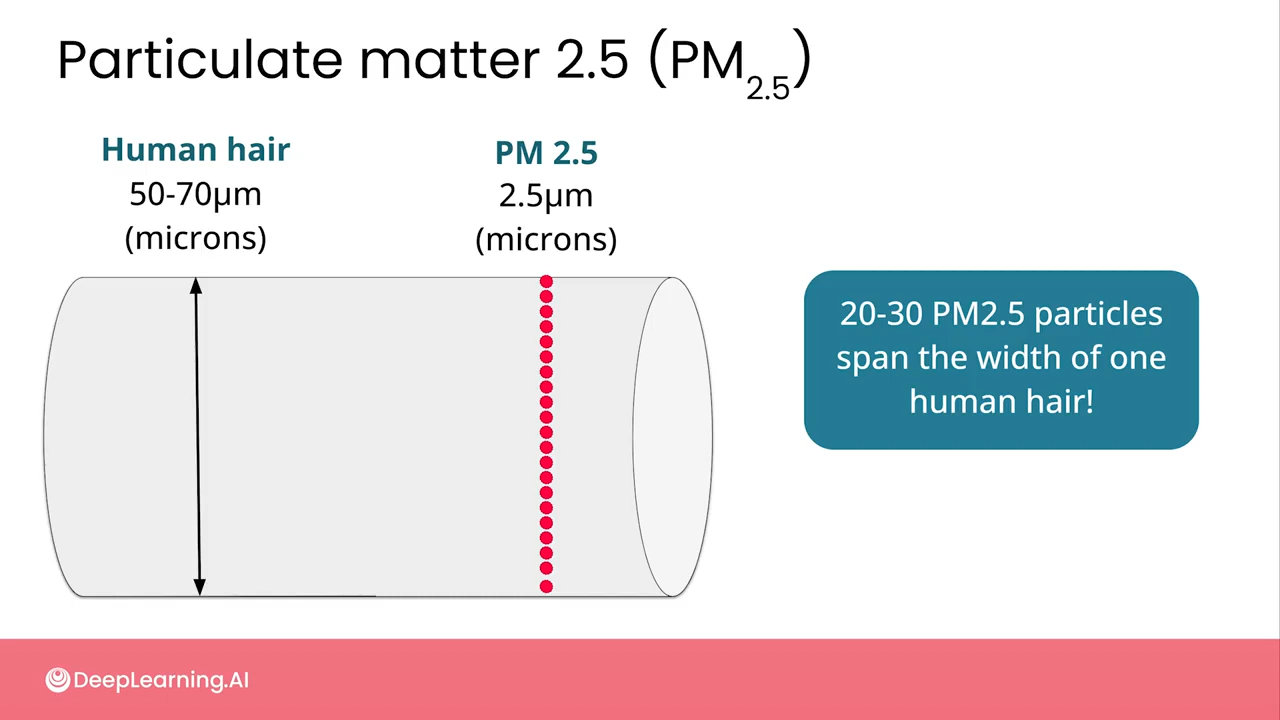 Particulate matter 2.5 (PM2.5)
Human hair
50-70μm
(microns)
PM 2.5
2.5μm
(microns)
20-30 PM2.5 particles
span the width of one
human hair!
DeepLearning.AI